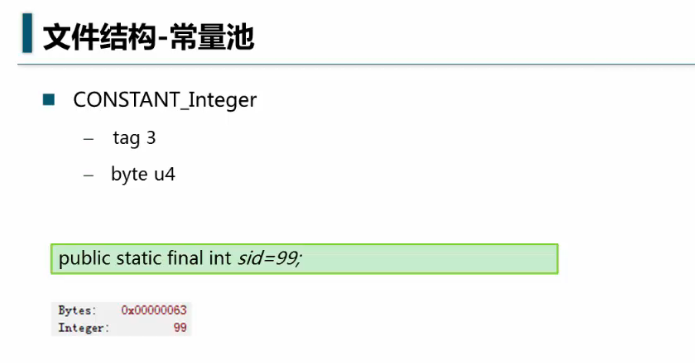 文件结构-常量池
CONSTANT_Integer
– tag 3
– byte u4
public static final int sid=99;
Bytes: 0x00000063
Integer: 99